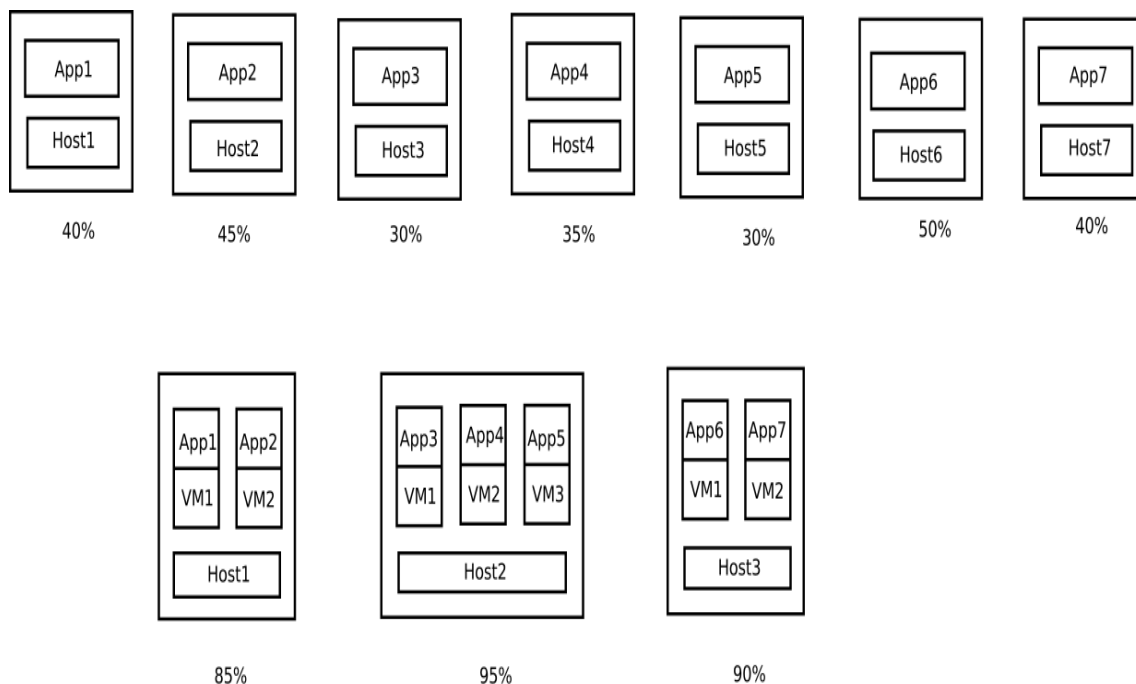 App1 App2 App3 App4 App5 App6 App7
Host1 Host2 Host3 Host4 Host5 Host6 Host7
40% 45% 30% 35% 30% 50% 40%
App1 App2 App3 App4 App5 App6 App7
VM1 VM2 VM1 VM2 VM3 VM1 VM2
Host1 Host2 Host3
85% 95% 90%